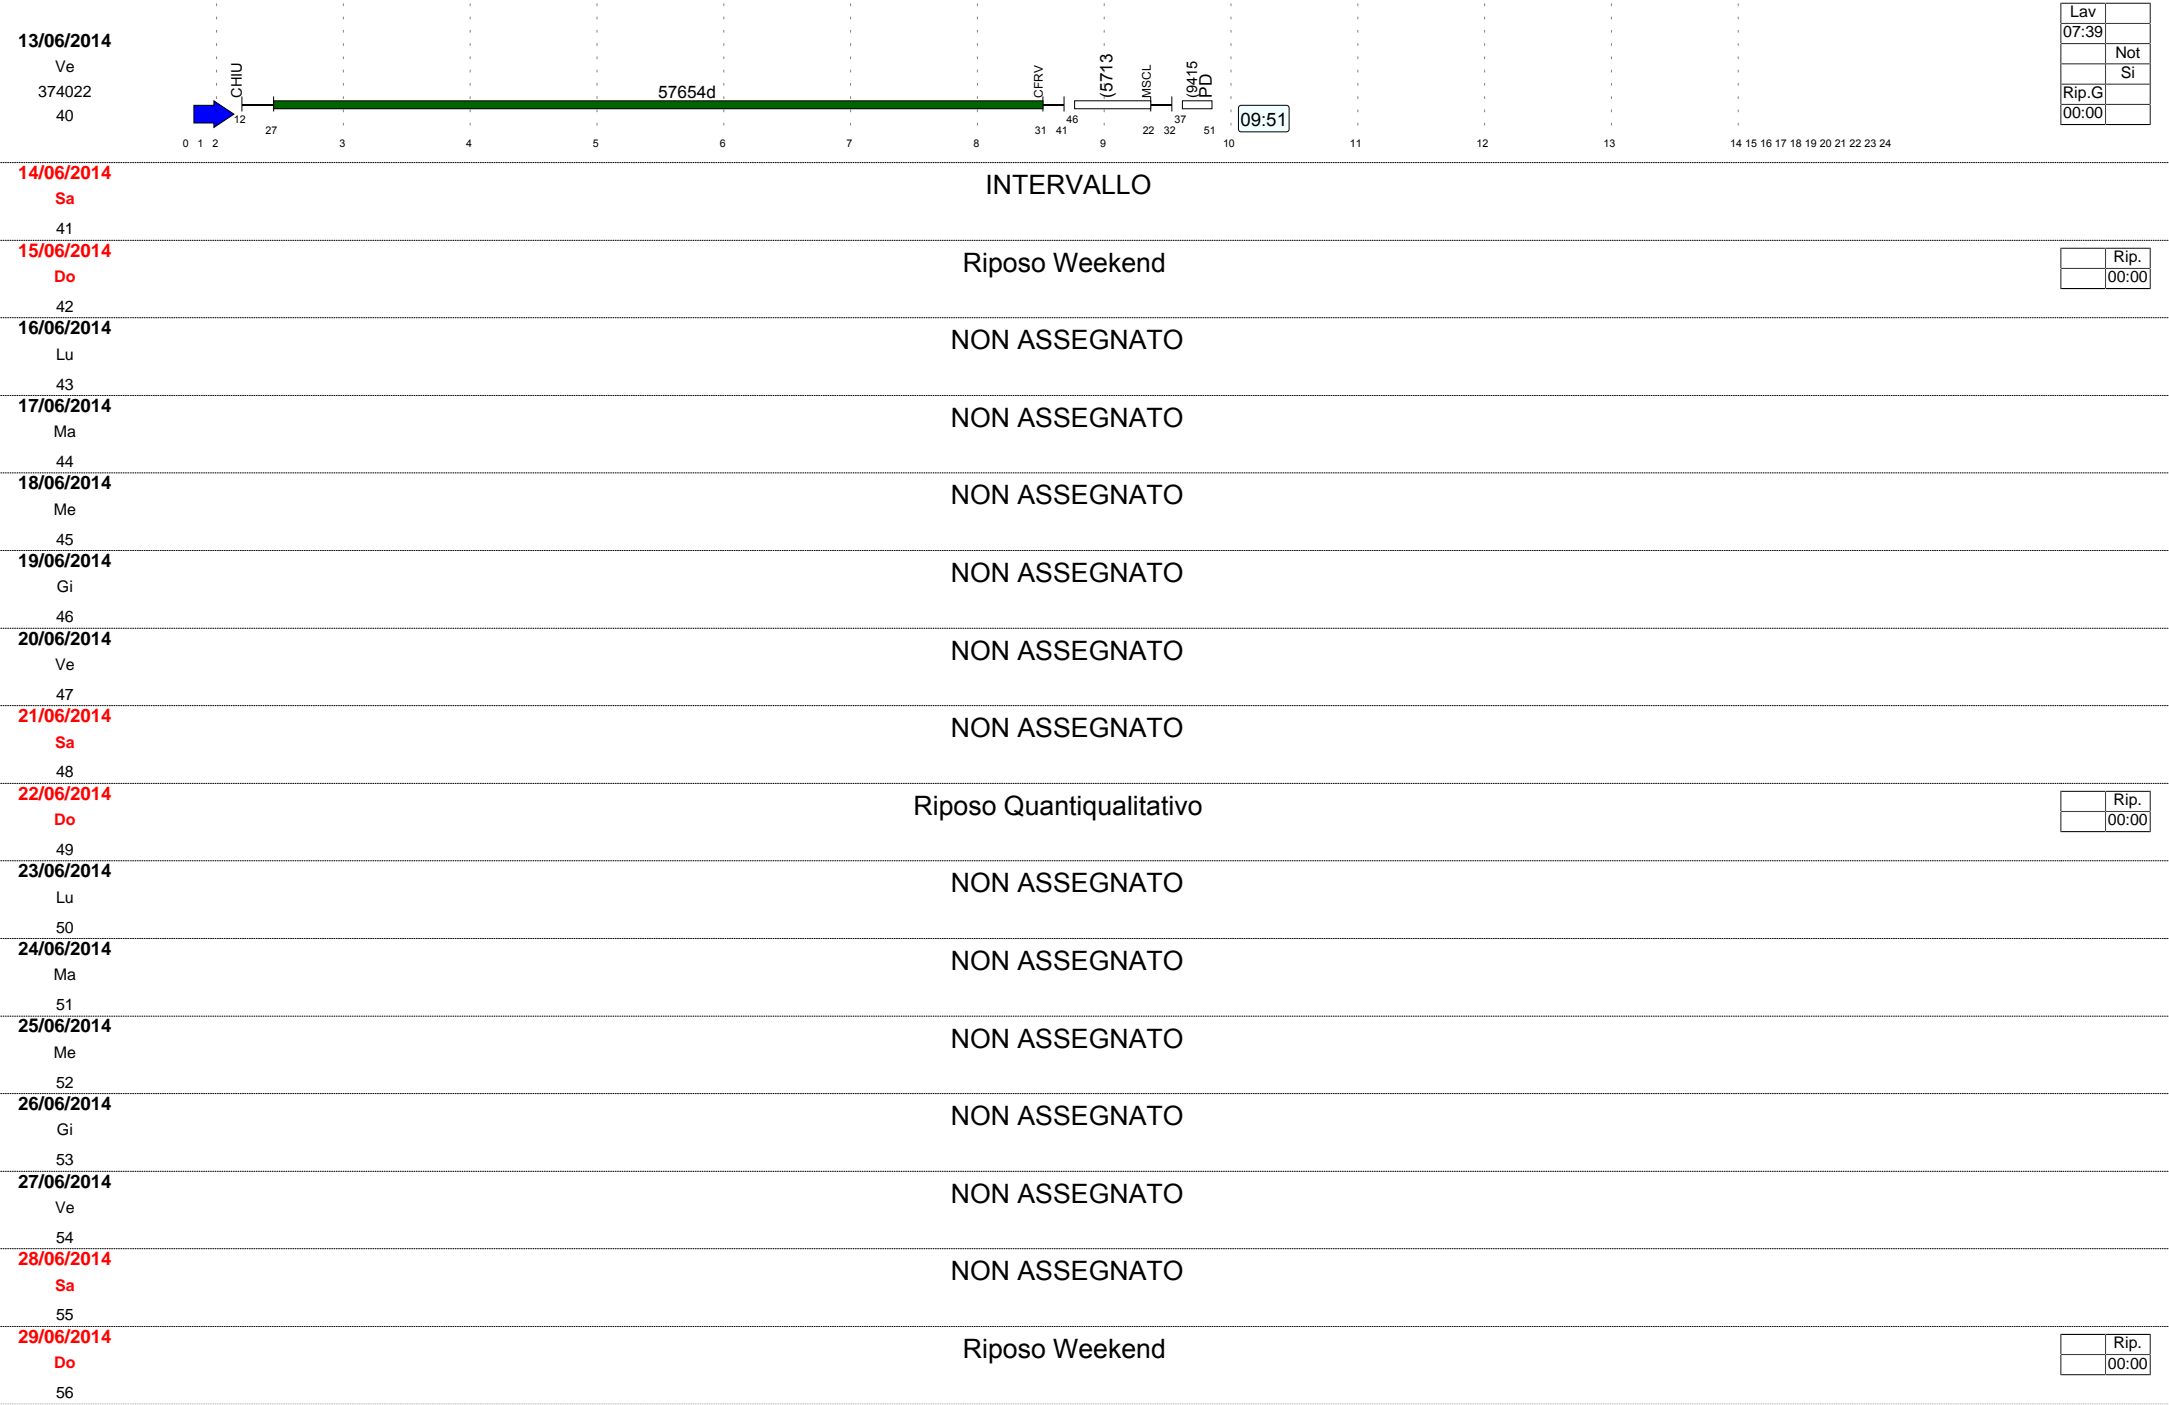 13/06/2014
Ve
374022
40
CHIU
57654d
CFRV
(5713
MSCL
(9415
PD
09:51
12
27
31
41
46
22
32
37
51
0 1 2 3 4 5 6 7 8 9 10 11 12 13 14 15 16 17 18 19 20 21 22 23 24
Lav
07:39
Not
Si
Rip.G
00:00
14/06/2014
Sa
41
INTERVALLO
15/06/2014
Do
42
Riposo Weekend
Rip.
00:00
16/06/2014
Lu
43
NON ASSEGNATO
17/06/2014
Ma
44
NON ASSEGNATO
18/06/2014
Me
45
NON ASSEGNATO
19/06/2014
Gi
46
NON ASSEGNATO
20/06/2014
Ve
47
NON ASSEGNATO
21/06/2014
Sa
48
NON ASSEGNATO
22/06/2014
Do
49
Riposo Quantiqualitativo
Rip.
00:00
23/06/2014
Lu
50
NON ASSEGNATO
24/06/2014
Ma
51
NON ASSEGNATO
25/06/2014
Me
52
NON ASSEGNATO
26/06/2014
Gi
53
NON ASSEGNATO
27/06/2014
Ve
54
NON ASSEGNATO
28/06/2014
Sa
55
NON ASSEGNATO
29/06/2014
Do
56
Riposo Weekend
Rip.
00:00